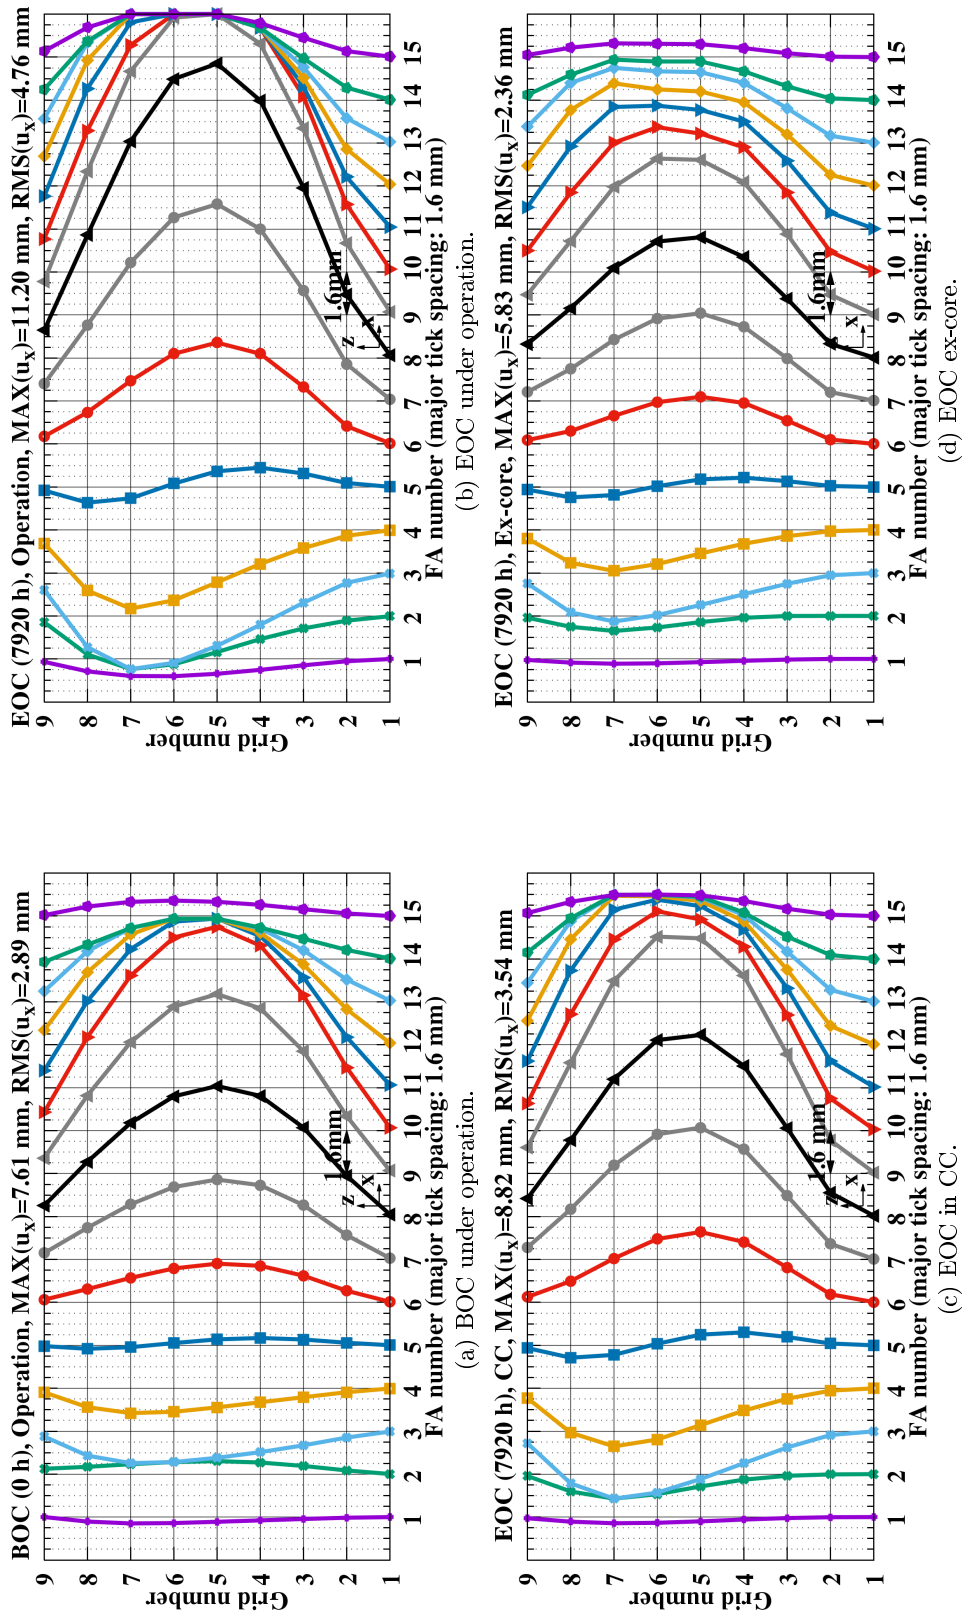 BOC (0 h), Operation, MAX(uₓ)=7.61 mm, RMS(uₓ)=2.89 mm
Grid number
9
8
7
6
5
4
3
2
1
z
x
1.6mm
1 2 3 4 5 6 7 8 9 10 11 12 13 14 15
FA number (major tick spacing: 1.6 mm)
(a) BOC under operation.
EOC (7920 h), Operation, MAX(uₓ)=11.20 mm, RMS(uₓ)=4.76 mm
Grid number
9
8
7
6
5
4
3
2
1
z
x
1.6mm
1 2 3 4 5 6 7 8 9 10 11 12 13 14 15
FA number (major tick spacing: 1.6 mm)
(b) EOC under operation.
EOC (7920 h), CC, MAX(uₓ)=8.82 mm, RMS(uₓ)=3.54 mm
Grid number
9
8
7
6
5
4
3
2
1
z
x
1.6 mm
1 2 3 4 5 6 7 8 9 10 11 12 13 14 15
FA number (major tick spacing: 1.6 mm)
(c) EOC in CC.
EOC (7920 h), Ex-core, MAX(uₓ)=5.83 mm, RMS(uₓ)=2.36 mm
Grid number
9
8
7
6
5
4
3
2
1
z
x
1.6mm
1 2 3 4 5 6 7 8 9 10 11 12 13 14 15
FA number (major tick spacing: 1.6 mm)
(d) EOC ex-core.